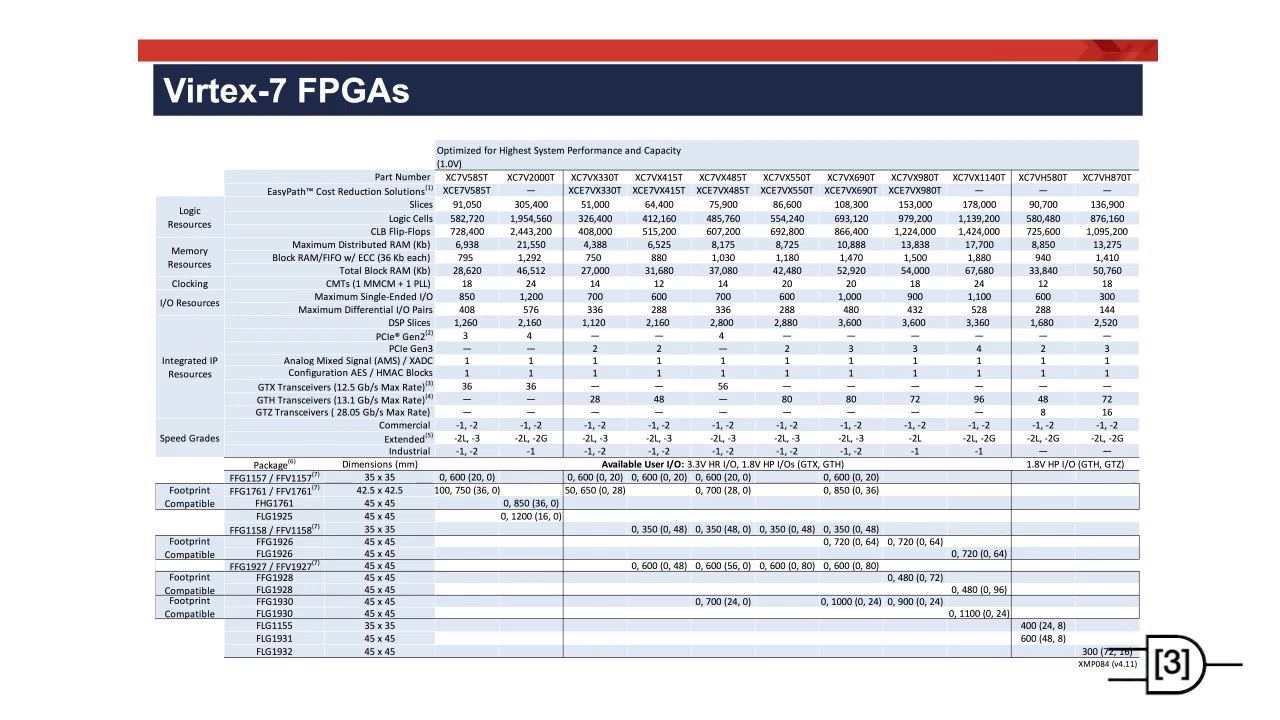 Virtex-7 FPGAs
Optimized for Highest System Performance and Capacity
(1.0V)
Part Number XC7V585T XC7V2000T XC7VX330T XC7VX415T XC7VX485T XC7VX550T XC7VX690T XC7VX980T XC7VX1140T XC7VH580T XC7VH870T
EasyPath™ Cost Reduction Solutions(1) XCE7V585T — XCE7VX330T XCE7VX415T XCE7VX485T XCE7VX550T XCE7VX690T XCE7VX980T — — —
Logic Resources
Slices 91,050 305,400 51,000 64,400 75,900 86,600 108,300 153,000 178,000 90,700 136,900
Logic Cells 582,720 1,954,560 326,400 412,160 485,760 554,240 693,120 979,200 1,139,200 580,480 876,160
CLB Flip-Flops 728,400 2,443,200 408,000 515,200 607,200 692,800 866,400 1,224,000 1,424,000 725,600 1,095,200
Memory Resources
Maximum Distributed RAM (Kb) 6,938 21,550 4,388 6,525 8,175 8,725 10,888 13,838 17,700 8,850 13,275
Block RAM/FIFO w/ ECC (36 Kb each) 795 1,292 750 880 1,030 1,180 1,470 1,500 1,880 940 1,410
Total Block RAM (Kb) 28,620 46,512 27,000 31,680 37,080 42,480 52,920 54,000 67,680 33,840 50,760
Clocking CMTs (1 MMCM + 1 PLL) 18 24 14 12 14 20 20 18 24 12 18
I/O Resources
Maximum Single-Ended I/O 850 1,200 700 600 700 600 1,000 900 1,100 600 300
Maximum Differential I/O Pairs 408 576 336 288 336 288 480 432 528 288 144
Integrated IP Resources
DSP Slices 1,260 2,160 1,120 2,160 2,800 2,880 3,600 3,600 3,360 1,680 2,520
PCIe® Gen2(2) 3 4 — — 4 — — — — — —
PCIe Gen3 — — 2 2 — 2 3 3 4 2 3
Analog Mixed Signal (AMS) / XADC 1 1 1 1 1 1 1 1 1 1 1
Configuration AES / HMAC Blocks 1 1 1 1 1 1 1 1 1 1 1
GTX Transceivers (12.5 Gb/s Max Rate)(3) 36 36 — — 56 — — — — — —
GTH Transceivers (13.1 Gb/s Max Rate)(4) — — 28 48 — 80 80 72 96 48 72
GTZ Transceivers ( 28.05 Gb/s Max Rate) — — — — — — — — — 8 16
Speed Grades
Commercial -1, -2 -1, -2 -1, -2 -1, -2 -1, -2 -1, -2 -1, -2 -1, -2 -1, -2 -1, -2 -1, -2
Extended(5) -2L, -3 -2L, -2G -2L, -3 -2L, -3 -2L, -3 -2L, -3 -2L, -3 -2L -2L, -2G -2L, -2G -2L, -2G
Industrial -1, -2 -1 -1, -2 -1, -2 -1, -2 -1, -2 -1, -2 -1 -1 — —
Package(6) Dimensions (mm) Available User I/O: 3.3V HR I/O, 1.8V HP I/Os (GTX, GTH) 1.8V HP I/O (GTH, GTZ)
FFG1157 / FFV1157(7) 35 x 35 0, 600 (20, 0) 0, 600 (0, 20) 0, 600 (0, 20) 0, 600 (20, 0) 0, 600 (0, 20)
Footprint Compatible
FFG1761 / FFV1761(7) 42.5 x 42.5 100, 750 (36, 0) 50, 650 (0, 28) 0, 700 (28, 0) 0, 850 (0, 36)
FHG1761 45 x 45 0, 850 (36, 0)
FLG1925 45 x 45 0, 1200 (16, 0)
FFG1158 / FFV1158(7) 35 x 35 0, 350 (0, 48) 0, 350 (48, 0) 0, 350 (0, 48) 0, 350 (0, 48)
Footprint Compatible
FFG1926 45 x 45 0, 720 (0, 64) 0, 720 (0, 64)
FLG1926 45 x 45 0, 720 (0, 64)
FFG1927 / FFV1927(7) 45 x 45 0, 600 (0, 48) 0, 600 (56, 0) 0, 600 (0, 80) 0, 600 (0, 80)
Footprint Compatible
FFG1928 45 x 45 0, 480 (0, 72)
FLG1928 45 x 45 0, 480 (0, 96)
Footprint Compatible
FFG1930 45 x 45 0, 700 (24, 0) 0, 1000 (0, 24) 0, 900 (0, 24)
FLG1930 45 x 45 0, 1100 (0, 24)
FLG1155 35 x 35 400 (24, 8)
FLG1931 45 x 45 600 (48, 8)
FLG1932 45 x 45 300 (72, 16)
XMP084 (v4.11)
[3]